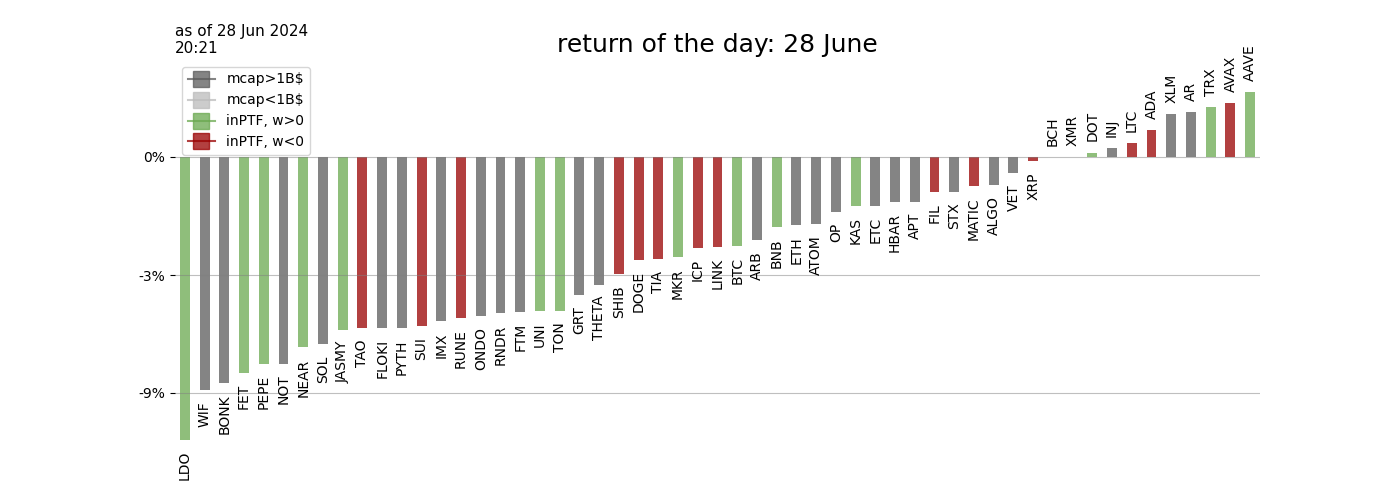 as of 28 Jun 2024
20:21
return of the day: 28 June
mcap>1B$
mcap<1B$
inPTF, w>0
inPTF, w<0
0%
-3%
-9%
LDO
WIF
BONK
FET
PEPE
NOT
NEAR
SOL
JASMY
TAO
FLOKI
PYTH
SUI
IMX
RUNE
ONDO
RNDR
FTM
UNI
TON
GRT
THETA
SHIB
DOGE
TIA
MKR
ICP
LINK
BTC
ARB
BNB
ETH
ATOM
OP
KAS
ETC
HBAR
APT
FIL
STX
MATIC
ALGO
VET
XRP
BCH
XMR
DOT
INJ
LTC
ADA
XLM
AR
TRX
AVAX
AAVE